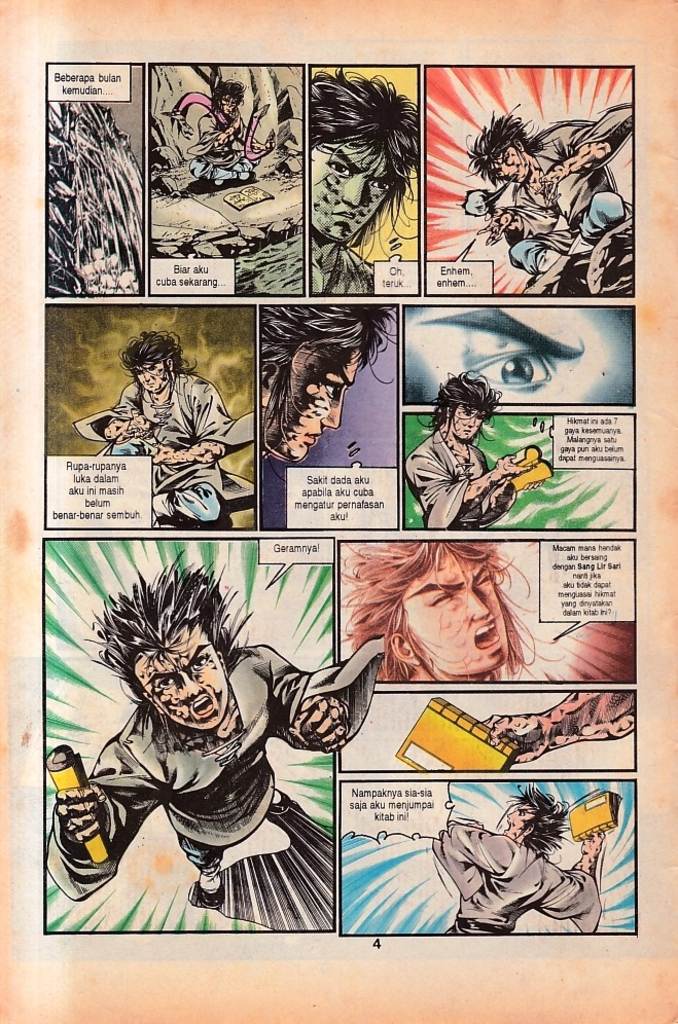 Beberapa bulan
kemudian....
Biar aku
cuba sekarang...
Oh,
teruk...
Enhem,
enhem....
Rupa-rupanya
luka dalam
aku ini masih
belum
benar-benar sembuh.
Sakit dada aku
apabila aku cuba
mengatur pernafasan
aku!
Hikmat ini ada 7
gaya kesemuanya.
Malangnya satu
gaya pun aku belum
dapat menguasainya.
Geramnya!
Macam mana hendak
aku bersaing
dengan Sang Lir Sari
nanti jika
aku tidak dapat
menguasai hikmat
yang dinyatakan
dalam kitab ini?
Nampaknya sia-sia
saja aku menjumpai
kitab ini!
4